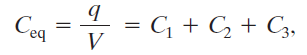 C_eq = q/V = C_1 + C_2 + C_3,